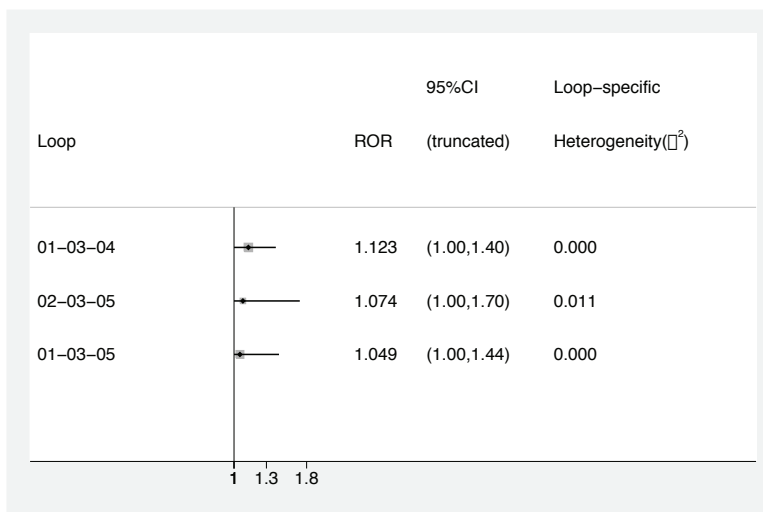 95%CI Loop–specific
Loop ROR (truncated) Heterogeneity(▯²)
01–03–04 1.123 (1.00,1.40) 0.000
02–03–05 1.074 (1.00,1.70) 0.011
01–03–05 1.049 (1.00,1.44) 0.000
1 1.3 1.8